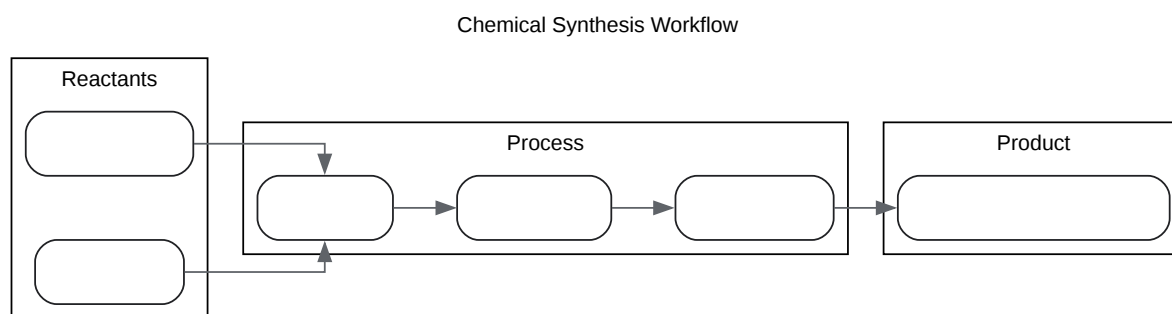 Chemical Synthesis Workflow
Reactants
Process
Product